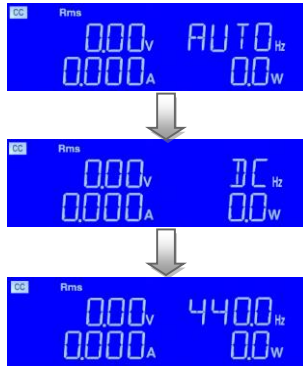 CC Rms
0.00V AUTO Hz
0.000A 0.0W
CC Rms
0.00V DC Hz
0.000A 0.0W
CC Rms
0.00V 440.0 Hz
0.000A 0.0W